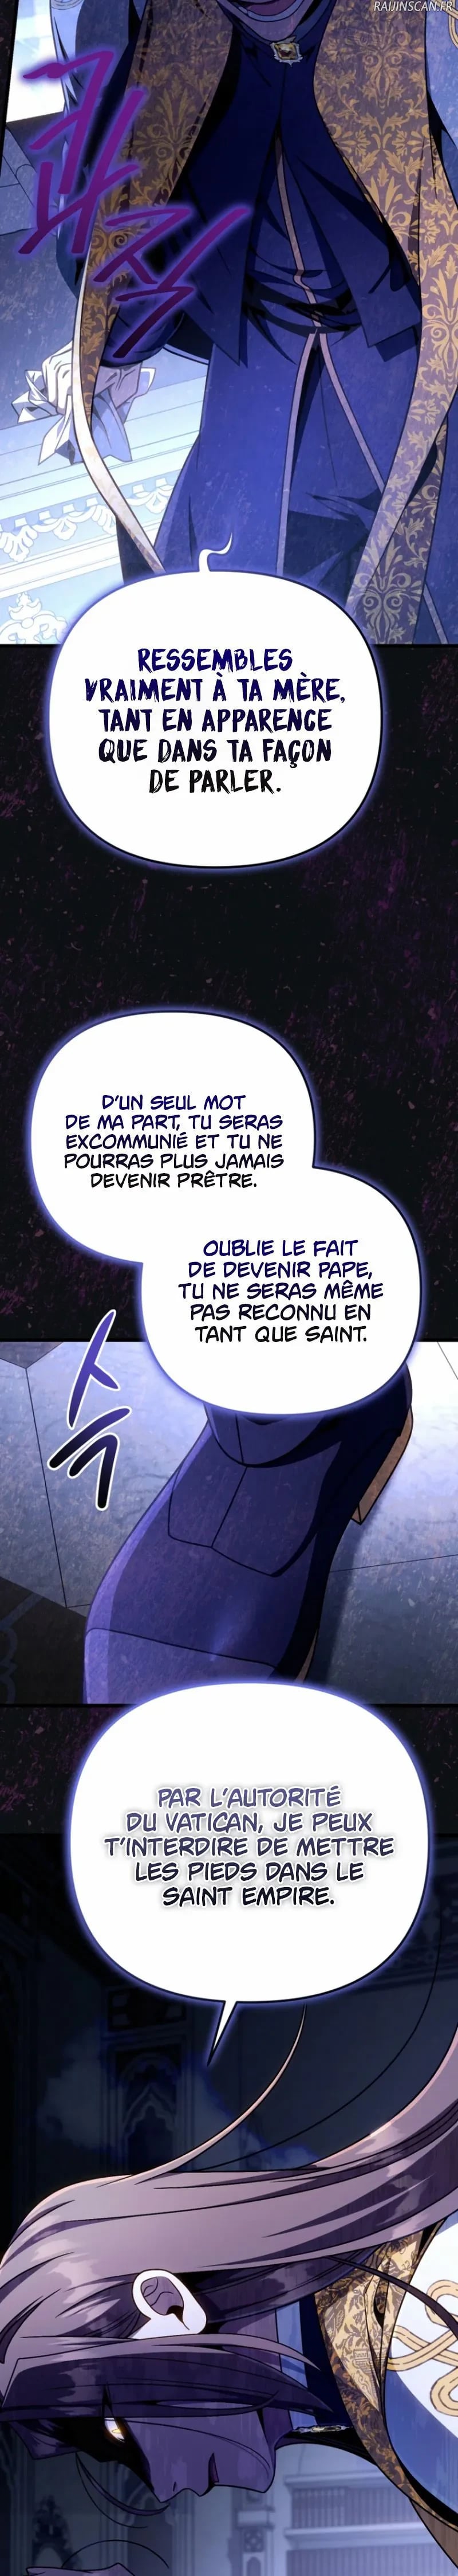 RAIJINSCAN.FR
콰
직
RESSEMBLES
VRAIMENT À TA MÈRE,
TANT EN APPARENCE
QUE DANS TA FAÇON
DE PARLER.
D'UN SEUL MOT
DE MA PART, TU SERAS
EXCOMMUNIÉ ET TU NE
POURRAS PLUS JAMAIS
DEVENIR PRÊTRE.
OUBLIE LE FAIT
DE DEVENIR PAPE,
TU NE SERAS MÊME
PAS RECONNU EN
TANT QUE SAINT.
PAR L'AUTORITÉ
DU VATICAN, JE PEUX
T'INTERDIRE DE METTRE
LES PIEDS DANS LE
SAINT EMPIRE.